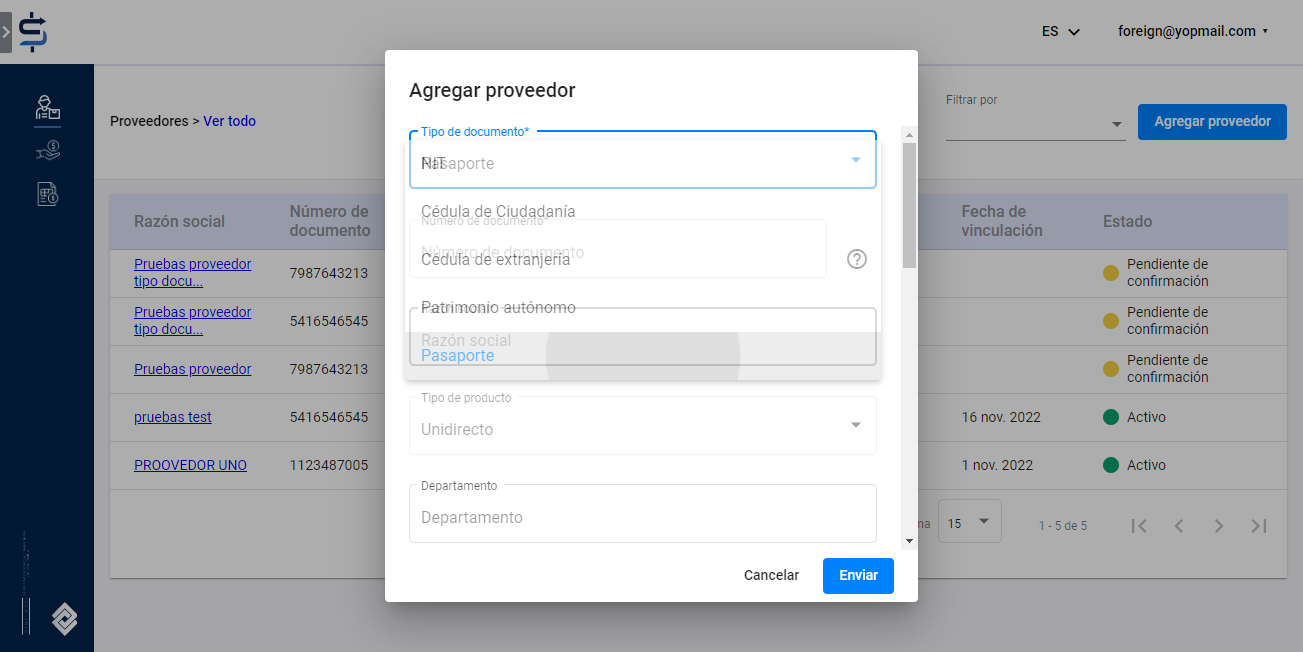 ES
foreign@yopmail.com
Proveedores > Ver todo
Filtrar por
Agregar proveedor
Razón social
Número de documento
Fecha de vinculación
Estado
Pruebas proveedor tipo docu...
7987643213
Pendiente de confirmación
Pruebas proveedor tipo docu...
5416546545
Pendiente de confirmación
Pruebas proveedor
7987643213
Pendiente de confirmación
pruebas test
5416546545
16 nov. 2022
Activo
PROOVEDOR UNO
1123487005
1 nov. 2022
Activo
na
15
1 - 5 de 5
Agregar proveedor
Tipo de documento*
Pasaporte
NIT
Cédula de Ciudadanía
Número de documento*
Número de documento
Cédula de extranjería
?
Patrimonio autónomo
Razón social
Pasaporte
Tipo de producto
Unidirecto
Departamento
Departamento
Cancelar
Enviar